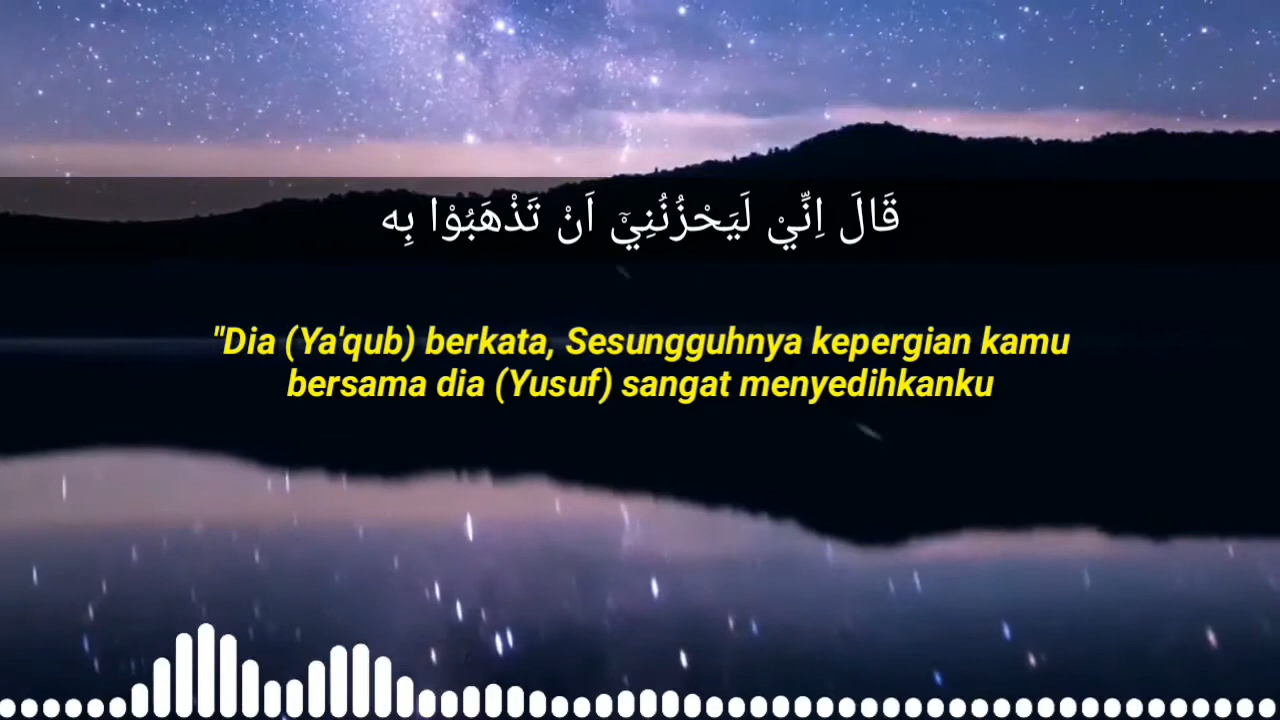 قَالَ اِنِّيْ لَيَحْزُنُنِيْٓ اَنْ تَذْهَبُوْا بِه
"Dia (Ya'qub) berkata, Sesungguhnya kepergian kamu
bersama dia (Yusuf) sangat menyedihkanku